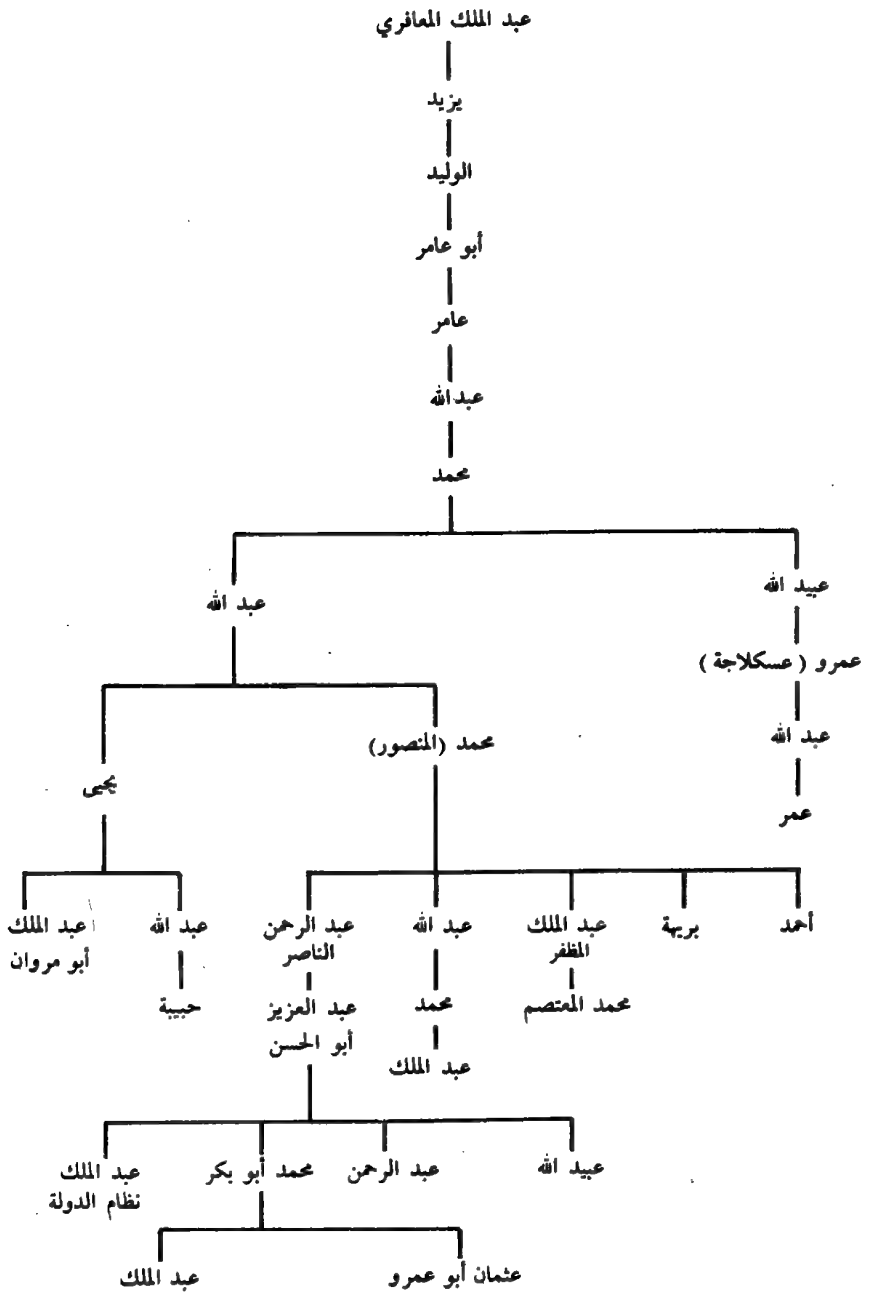 عبد الملك المعافري
يزيد
الوليد
أبو عامر
عامر
عبدالله
محمد
عبيد الله
عبد الله
عمرو (عسكلاجة)
عبد الله
محمد (المنصور)
يحيى
عمر
أحمد
بريهة
عبد الملك
المظفر
عبد الله
عبد الرحمن
الناصر
عبد الله
عبد الملك
أبو مروان
محمد المعتصم
محمد
عبد العزيز
أبو الحسن
حبيبة
عبد الملك
عبيد الله
عبد الرحمن
محمد أبو بكر
عبد الملك
نظام الدولة
عثمان أبو عمرو
عبد الملك